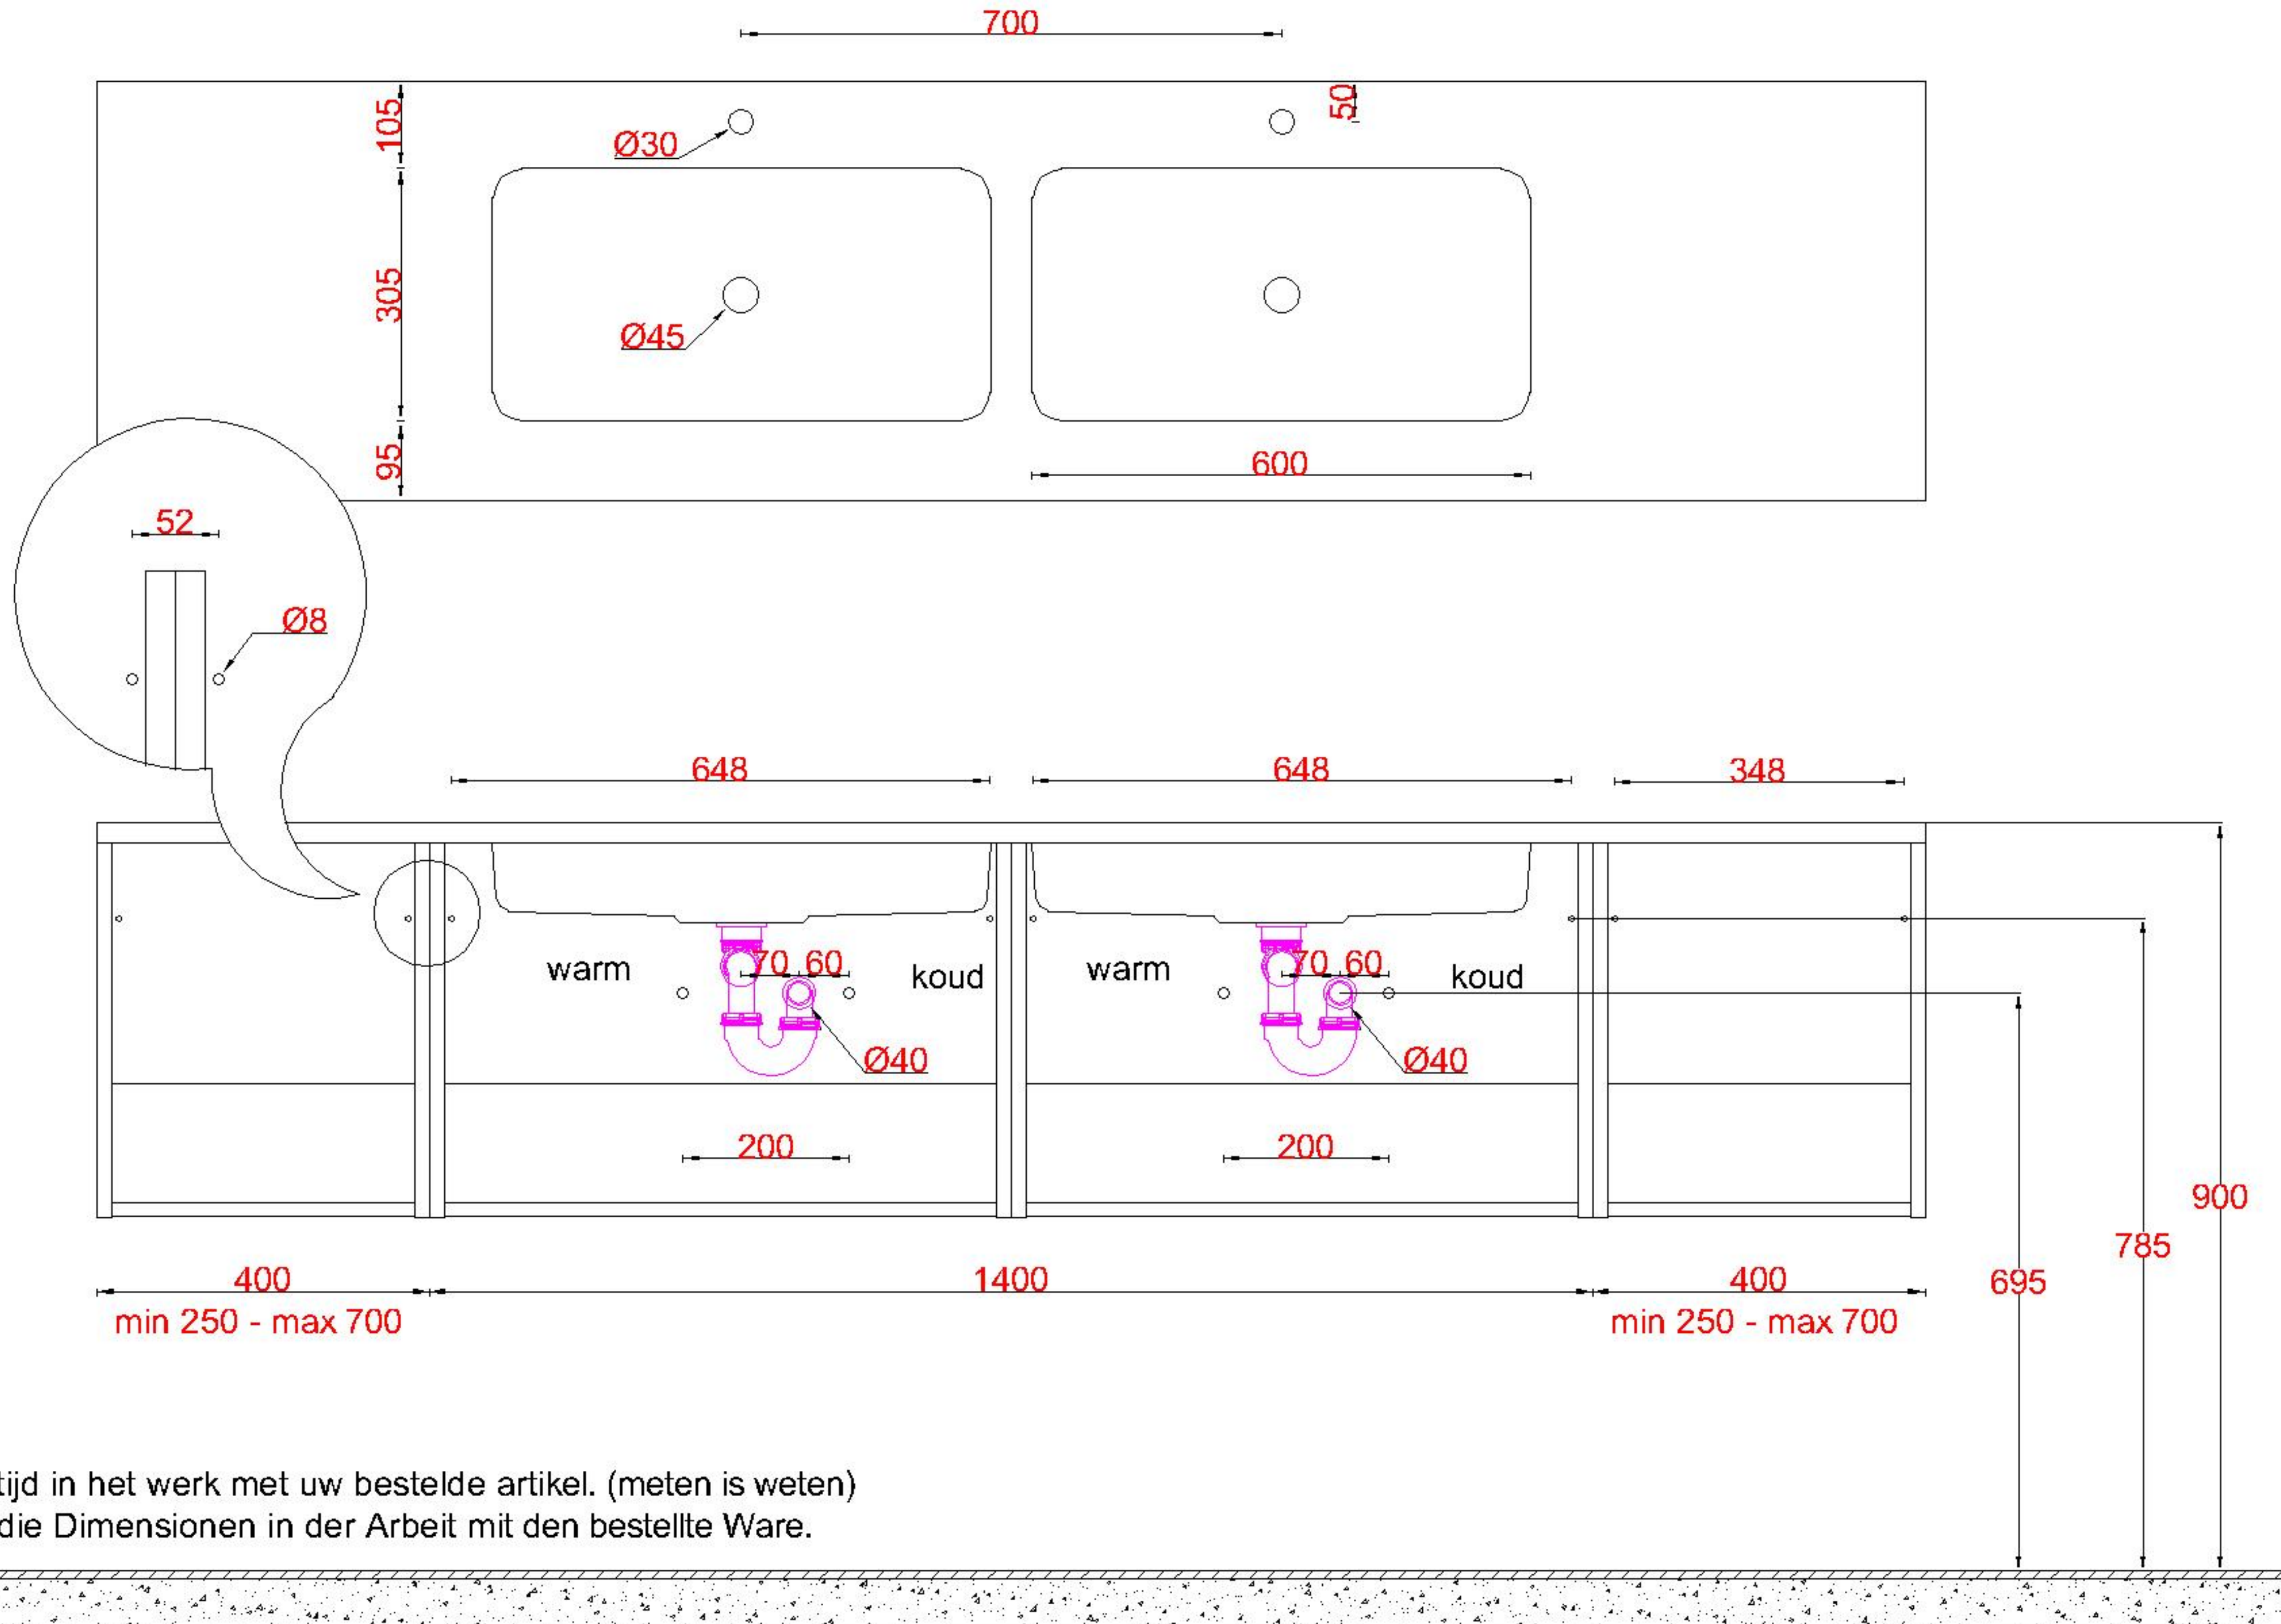 700
105
50
Ø30
305
Ø45
95
600
52
Ø8
648
648
348
warm
70
60
koud
warm
70
60
koud
Ø40
Ø40
200
200
900
785
695
400
1400
400
min 250 - max 700
min 250 - max 700
tijd in het werk met uw bestelde artikel. (meten is weten)
die Dimensionen in der Arbeit mit den bestellte Ware.